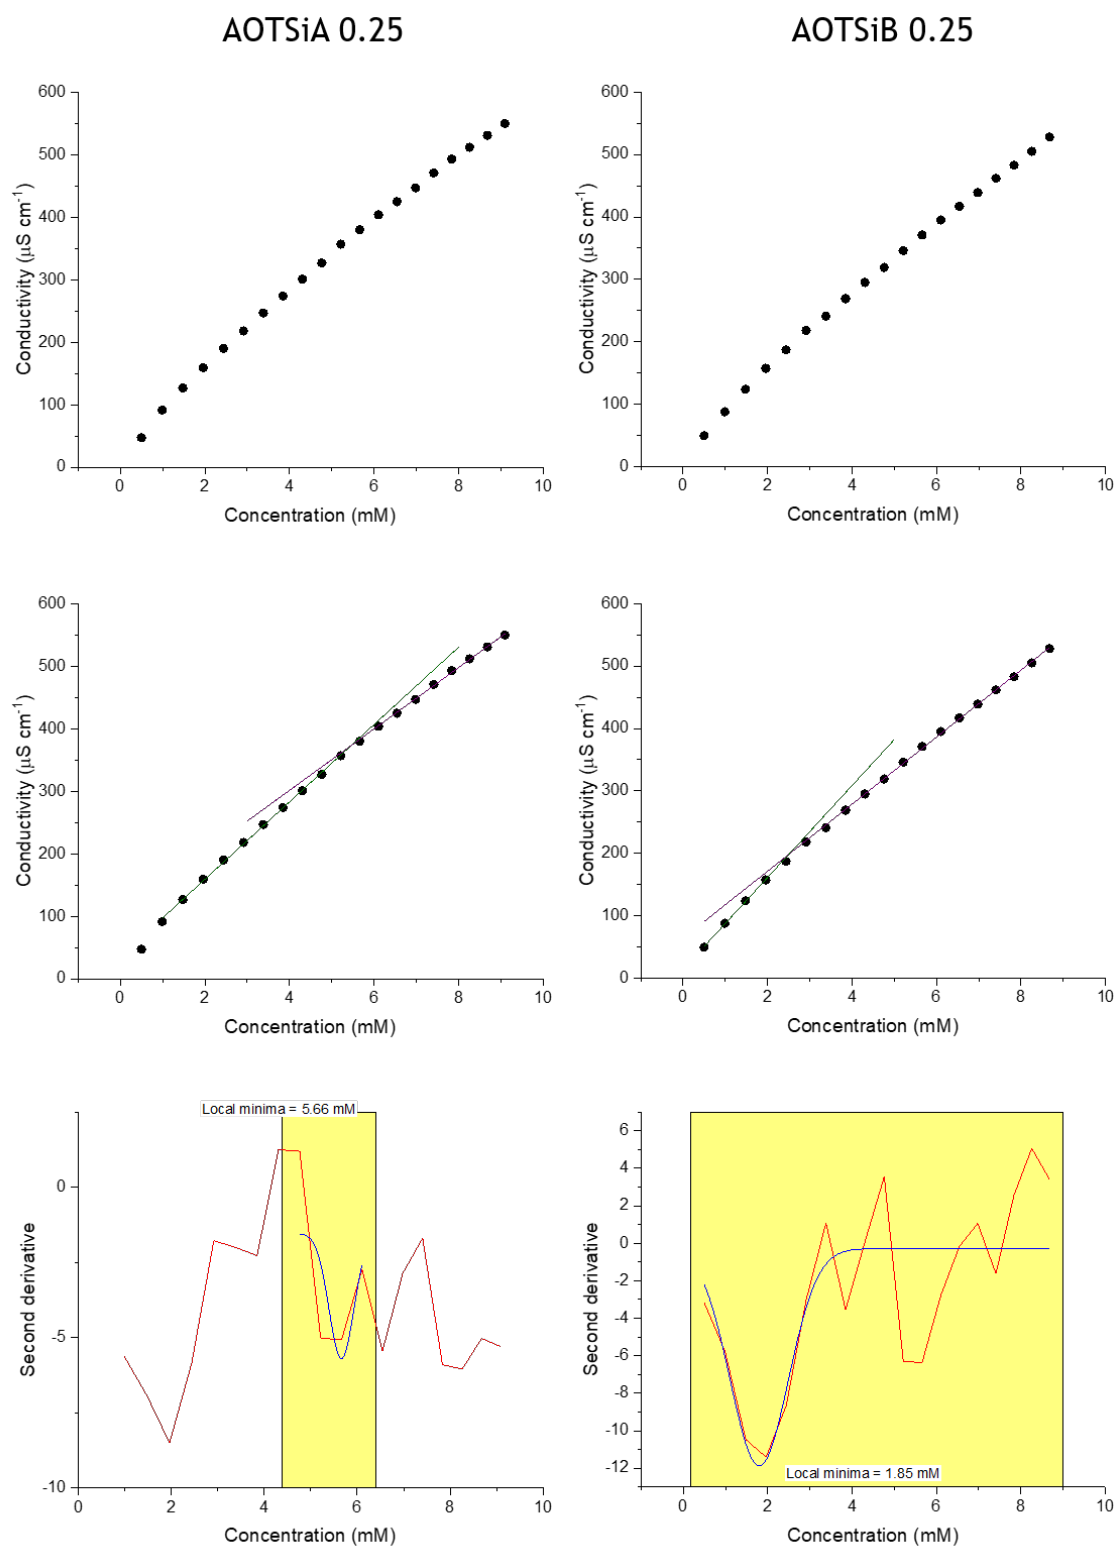 AOTSiA 0.25
AOTSiB 0.25
600
500
400
300
200
100
0
Conductivity (μS cm⁻¹)
0 2 4 6 8 10
Concentration (mM)
600
500
400
300
200
100
0
Conductivity (μS cm⁻¹)
0 2 4 6 8 10
Concentration (mM)
600
500
400
300
200
100
0
Conductivity (μS cm⁻¹)
0 2 4 6 8 10
Concentration (mM)
600
500
400
300
200
100
0
Conductivity (μS cm⁻¹)
0 2 4 6 8 10
Concentration (mM)
Local minima = 5.66 mM
0
-5
-10
Second derivative
0 2 4 6 8 10
Concentration (mM)
6
4
2
0
-2
-4
-6
-8
-10
-12
Second derivative
Local minima = 1.85 mM
0 2 4 6 8 10
Concentration (mM)